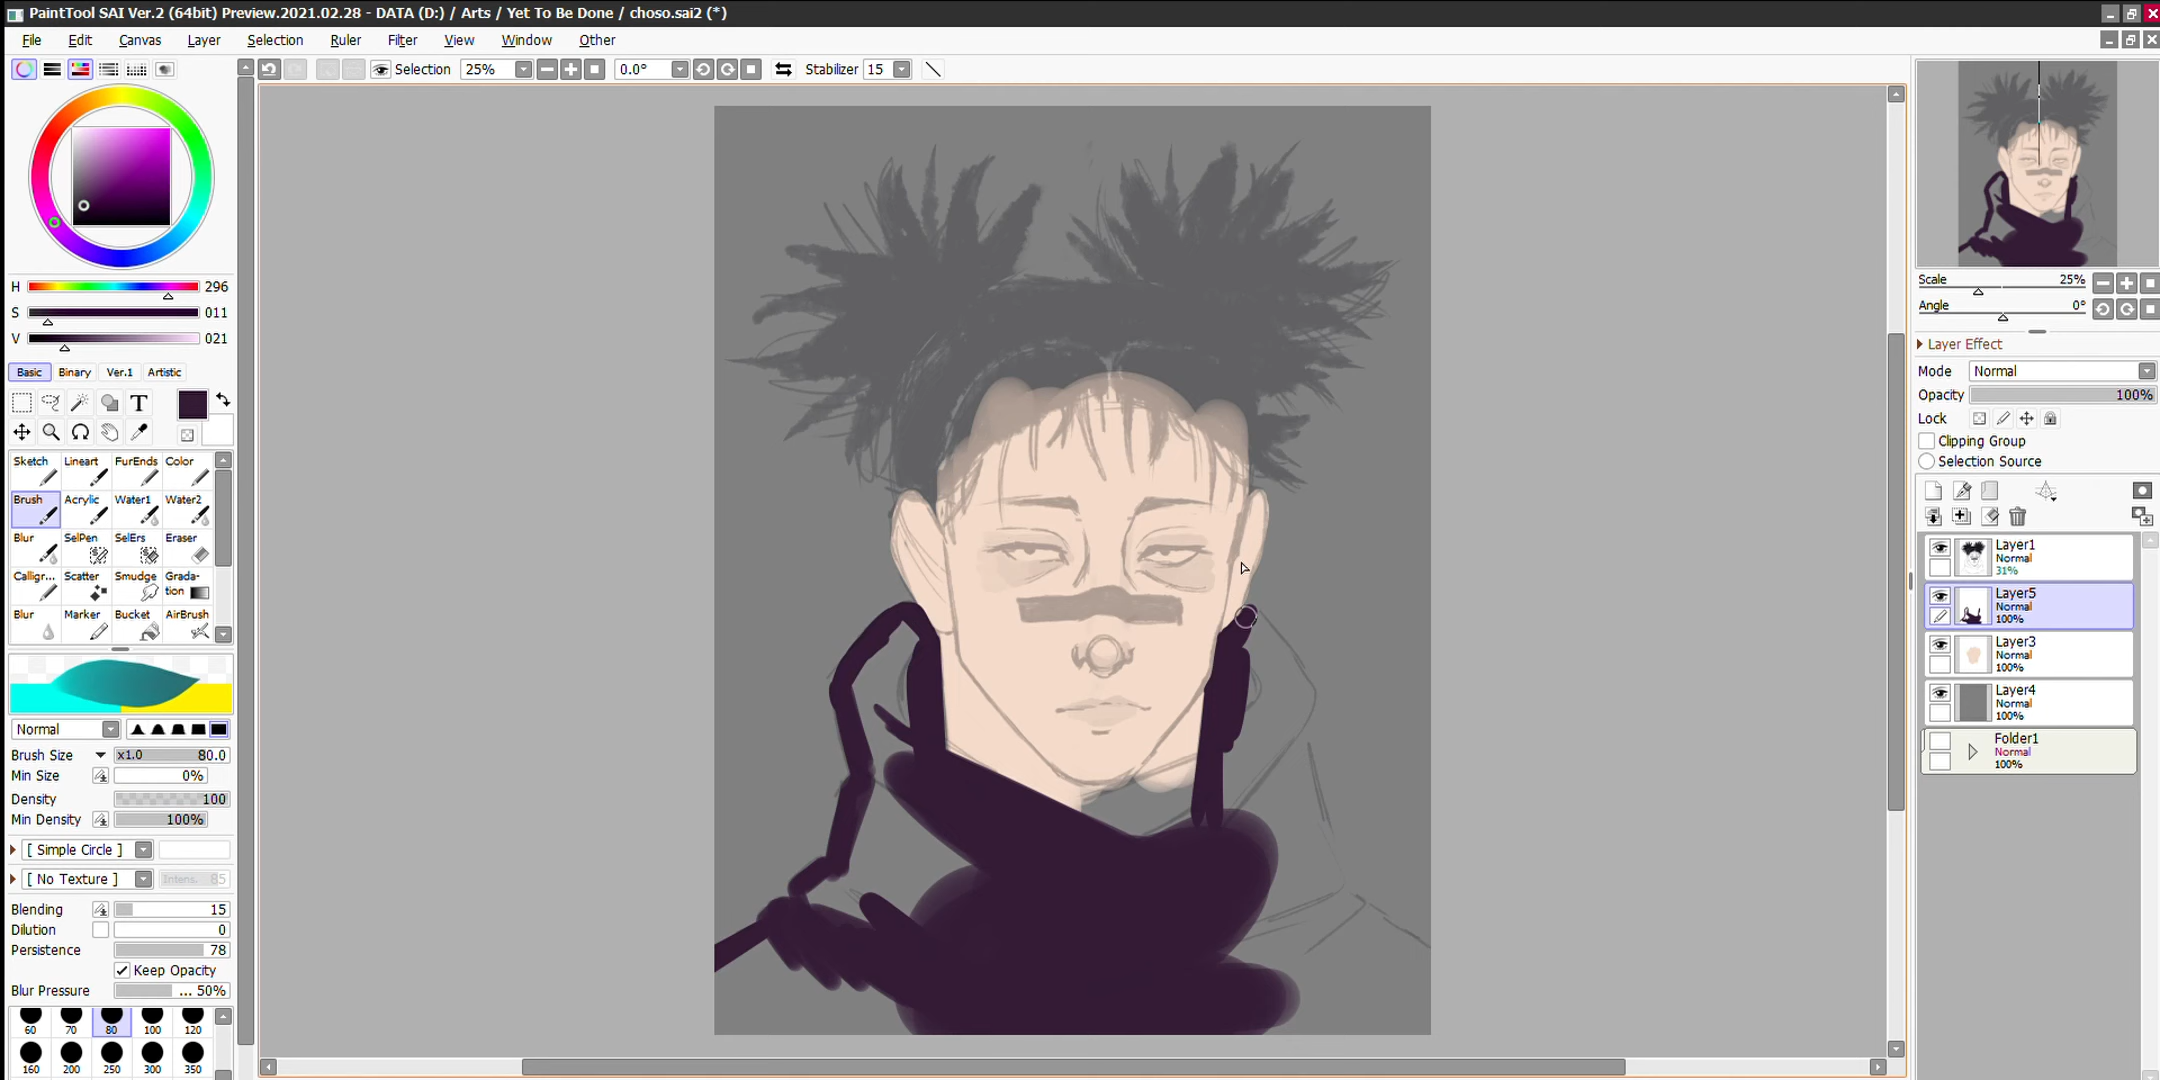 PaintTool SAI Ver.2 (64bit) Preview.2021.02.28 - DATA (D:) / Arts / Yet To Be Done / choso.sai2 (*)
File Edit Canvas Layer Selection Ruler Filter View Window Other
Selection 25% 0.0° Stabilizer 15
H 296
S 011
V 021
Basic Binary Ver.1 Artistic
T
Sketch Lineart FurEnds Color
Brush Acrylic Water1 Water2
Blur SelPen SelErs Eraser
Calligr... Scatter Smudge Grada-
tion
Blur Marker Bucket AirBrush
Normal
Brush Size x1.0 80.0
Min Size 0%
Density 100
Min Density 100%
[ Simple Circle ]
[ No Texture ] Intens. 85
Blending 15
Dilution 0
Persistence 78
Keep Opacity
Blur Pressure ... 50%
60 70 80 100 120
160 200 250 300 350
Scale 25%
Angle 0°
Layer Effect
Mode Normal
Opacity 100%
Lock
Clipping Group
Selection Source
Layer1
Normal
31%
Layer5
Normal
100%
Layer3
Normal
100%
Layer4
Normal
100%
Folder1
Normal
100%